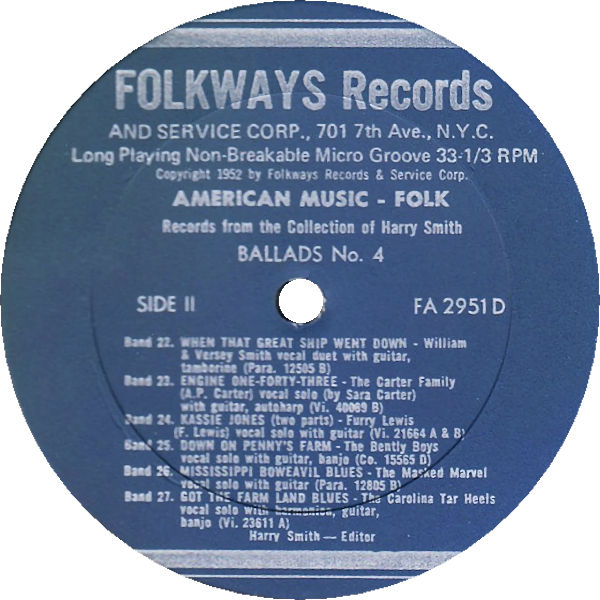 FOLKWAYS Records
AND SERVICE CORP., 701 7th Ave., N.Y.C.
Long Playing Non-Breakable Micro Groove 33-1/3 RPM
Copyright 1952 by Folkways Records & Service Corp.
AMERICAN MUSIC - FOLK
Records from the Collection of Harry Smith
BALLADS No. 4
SIDE II FA 2951 D
Band 22. WHEN THAT GREAT SHIP WENT DOWN - William
& Versey Smith vocal duet with guitar,
tamborine (Para. 12505 B)
Band 23. ENGINE ONE-FORTY-THREE - The Carter Family
(A.P. Carter) vocal solo (by Sara Carter)
with guitar, autoharp (Vi. 40089 B)
Band 24. KASSIE JONES (two parts) - Furry Lewis
(F. Lewis) vocal solo with guitar (Vi. 21664 A & B)
Band 25. DOWN ON PENNY'S FARM - The Bently Boys
vocal solo with guitar, banjo (Co. 15565 D)
Band 26. MISSISSIPPI BOWEAVIL BLUES - The Masked Marvel
vocal solo with guitar (Para. 12805 B)
Band 27. GOT THE FARM LAND BLUES - The Carolina Tar Heels
vocal solo with harmonica, guitar,
banjo (Vi. 23611 A)
Harry Smith — Editor